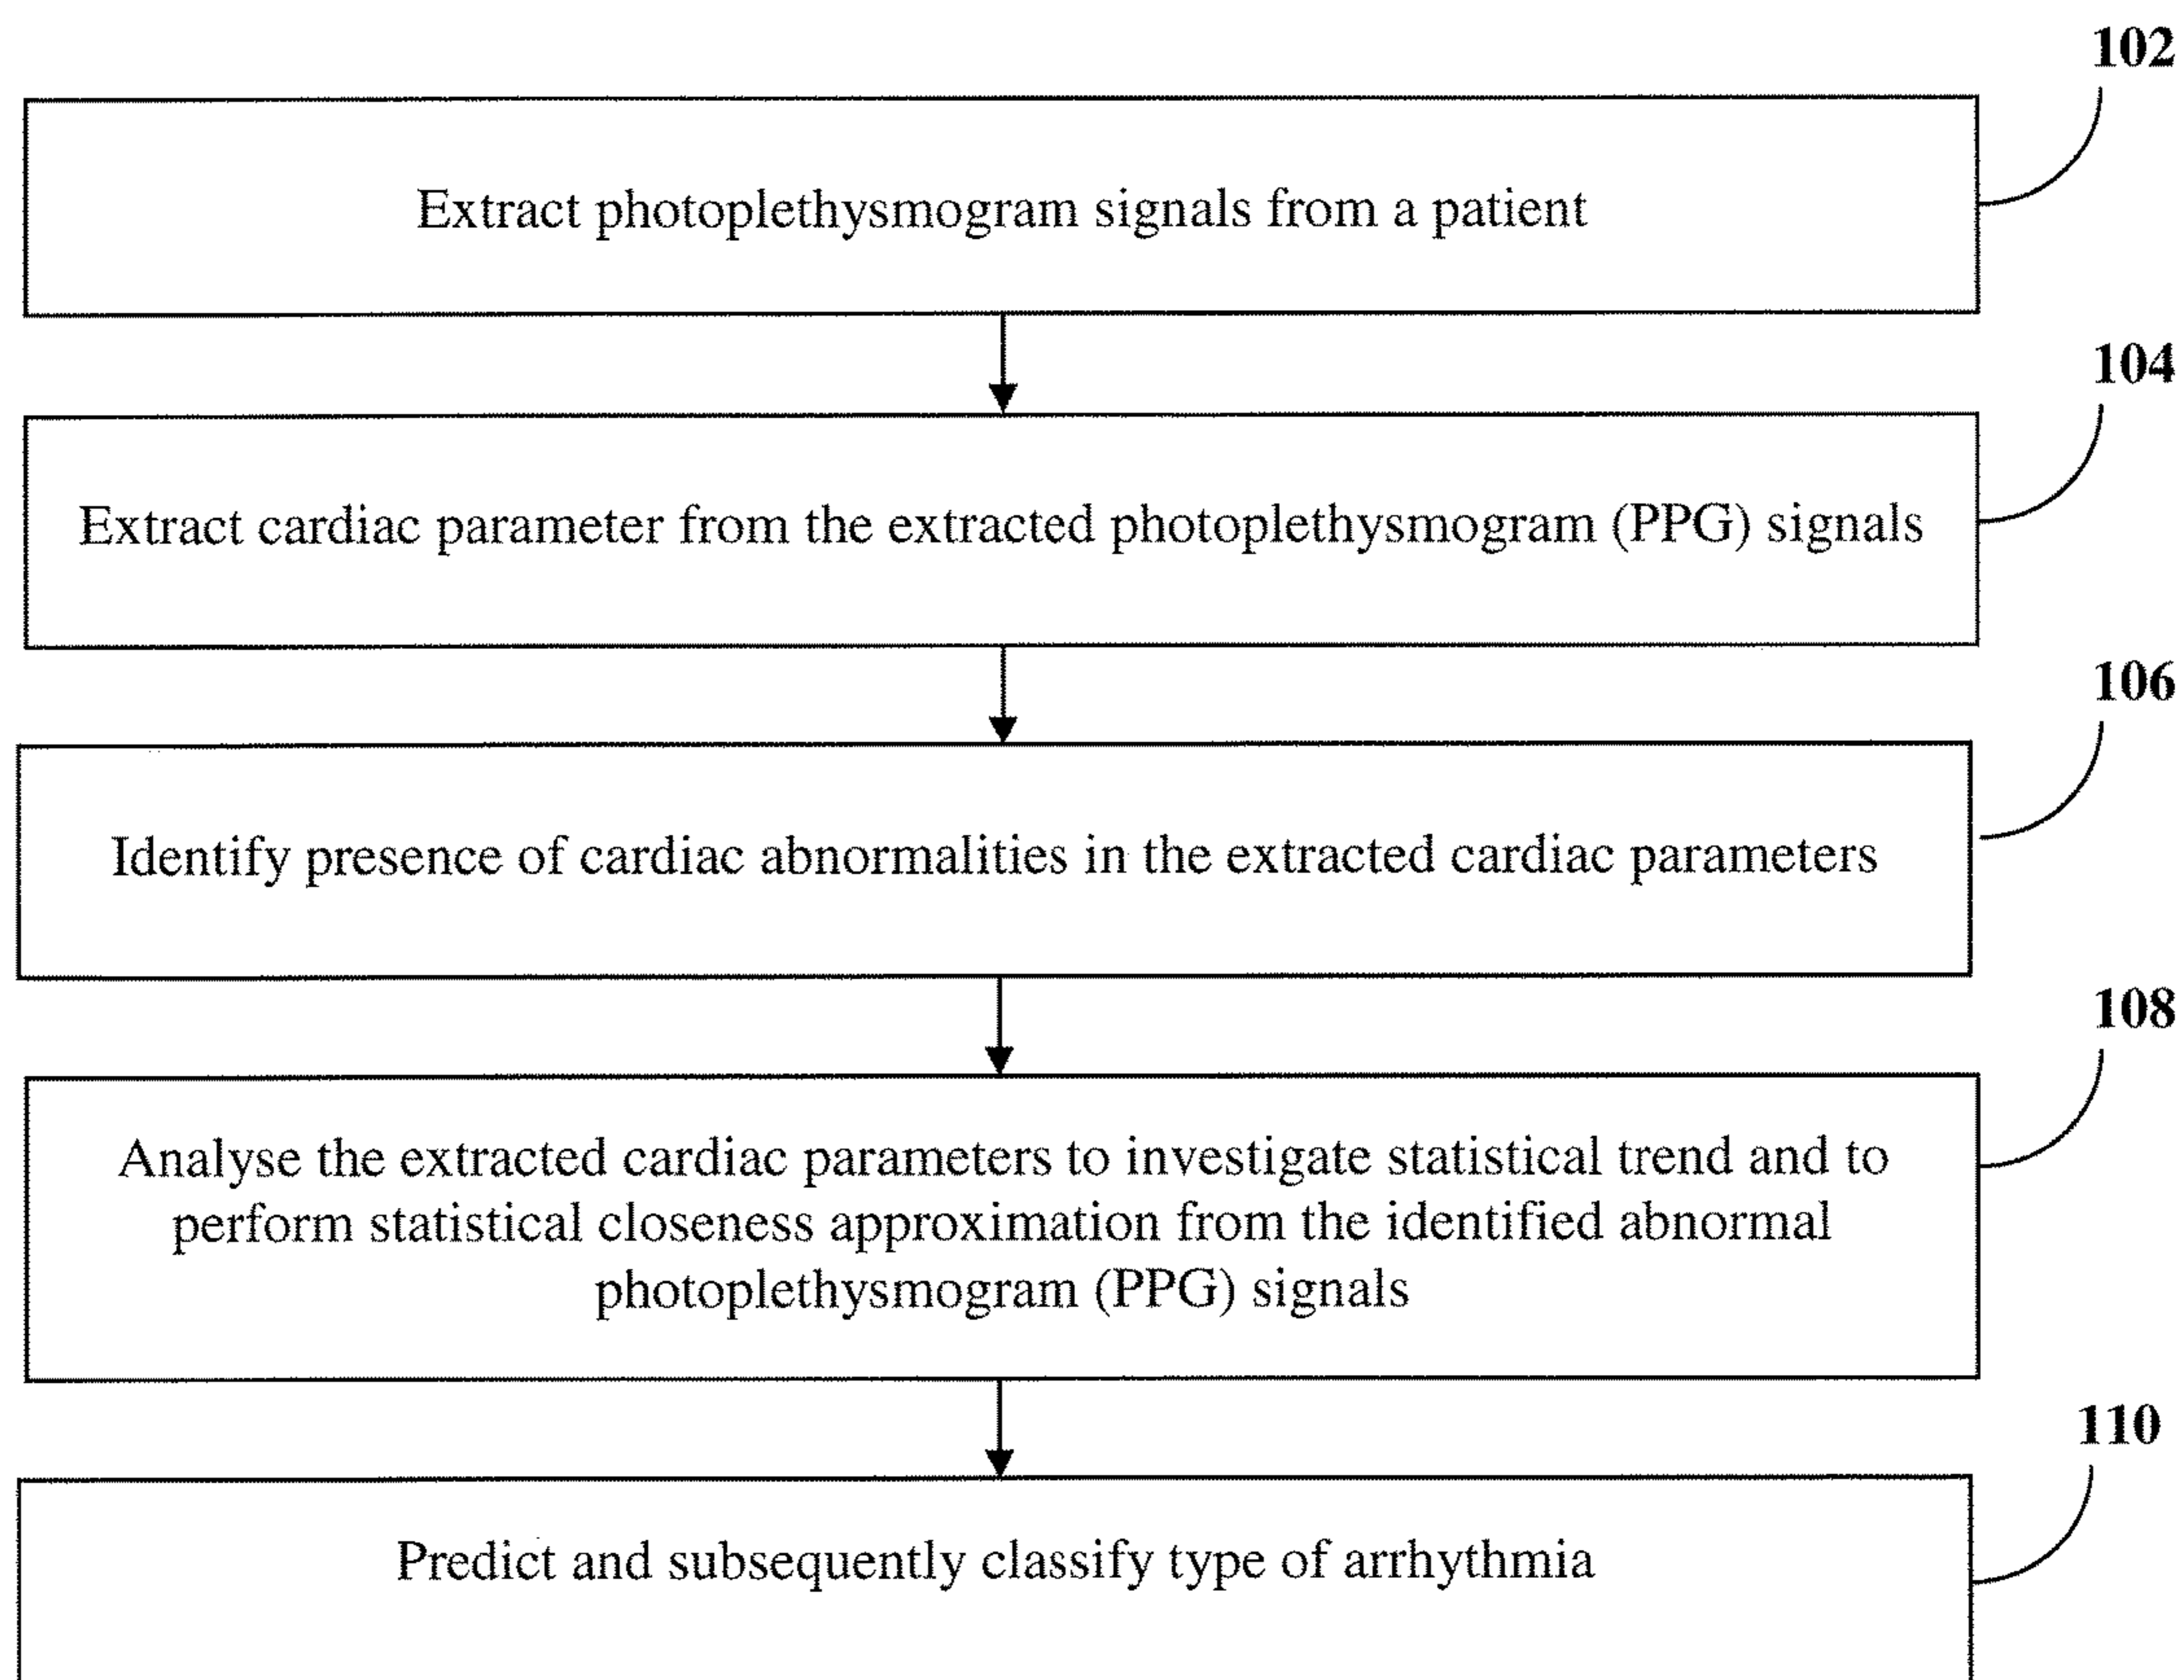 102
Extract photoplethysmogram signals from a patient
104
Extract cardiac parameter from the extracted photoplethysmogram (PPG) signals
106
Identify presence of cardiac abnormalities in the extracted cardiac parameters
108
Analyse the extracted cardiac parameters to investigate statistical trend and to
perform statistical closeness approximation from the identified abnormal
photoplethysmogram (PPG) signals
110
Predict and subsequently classify type of arrhythmia